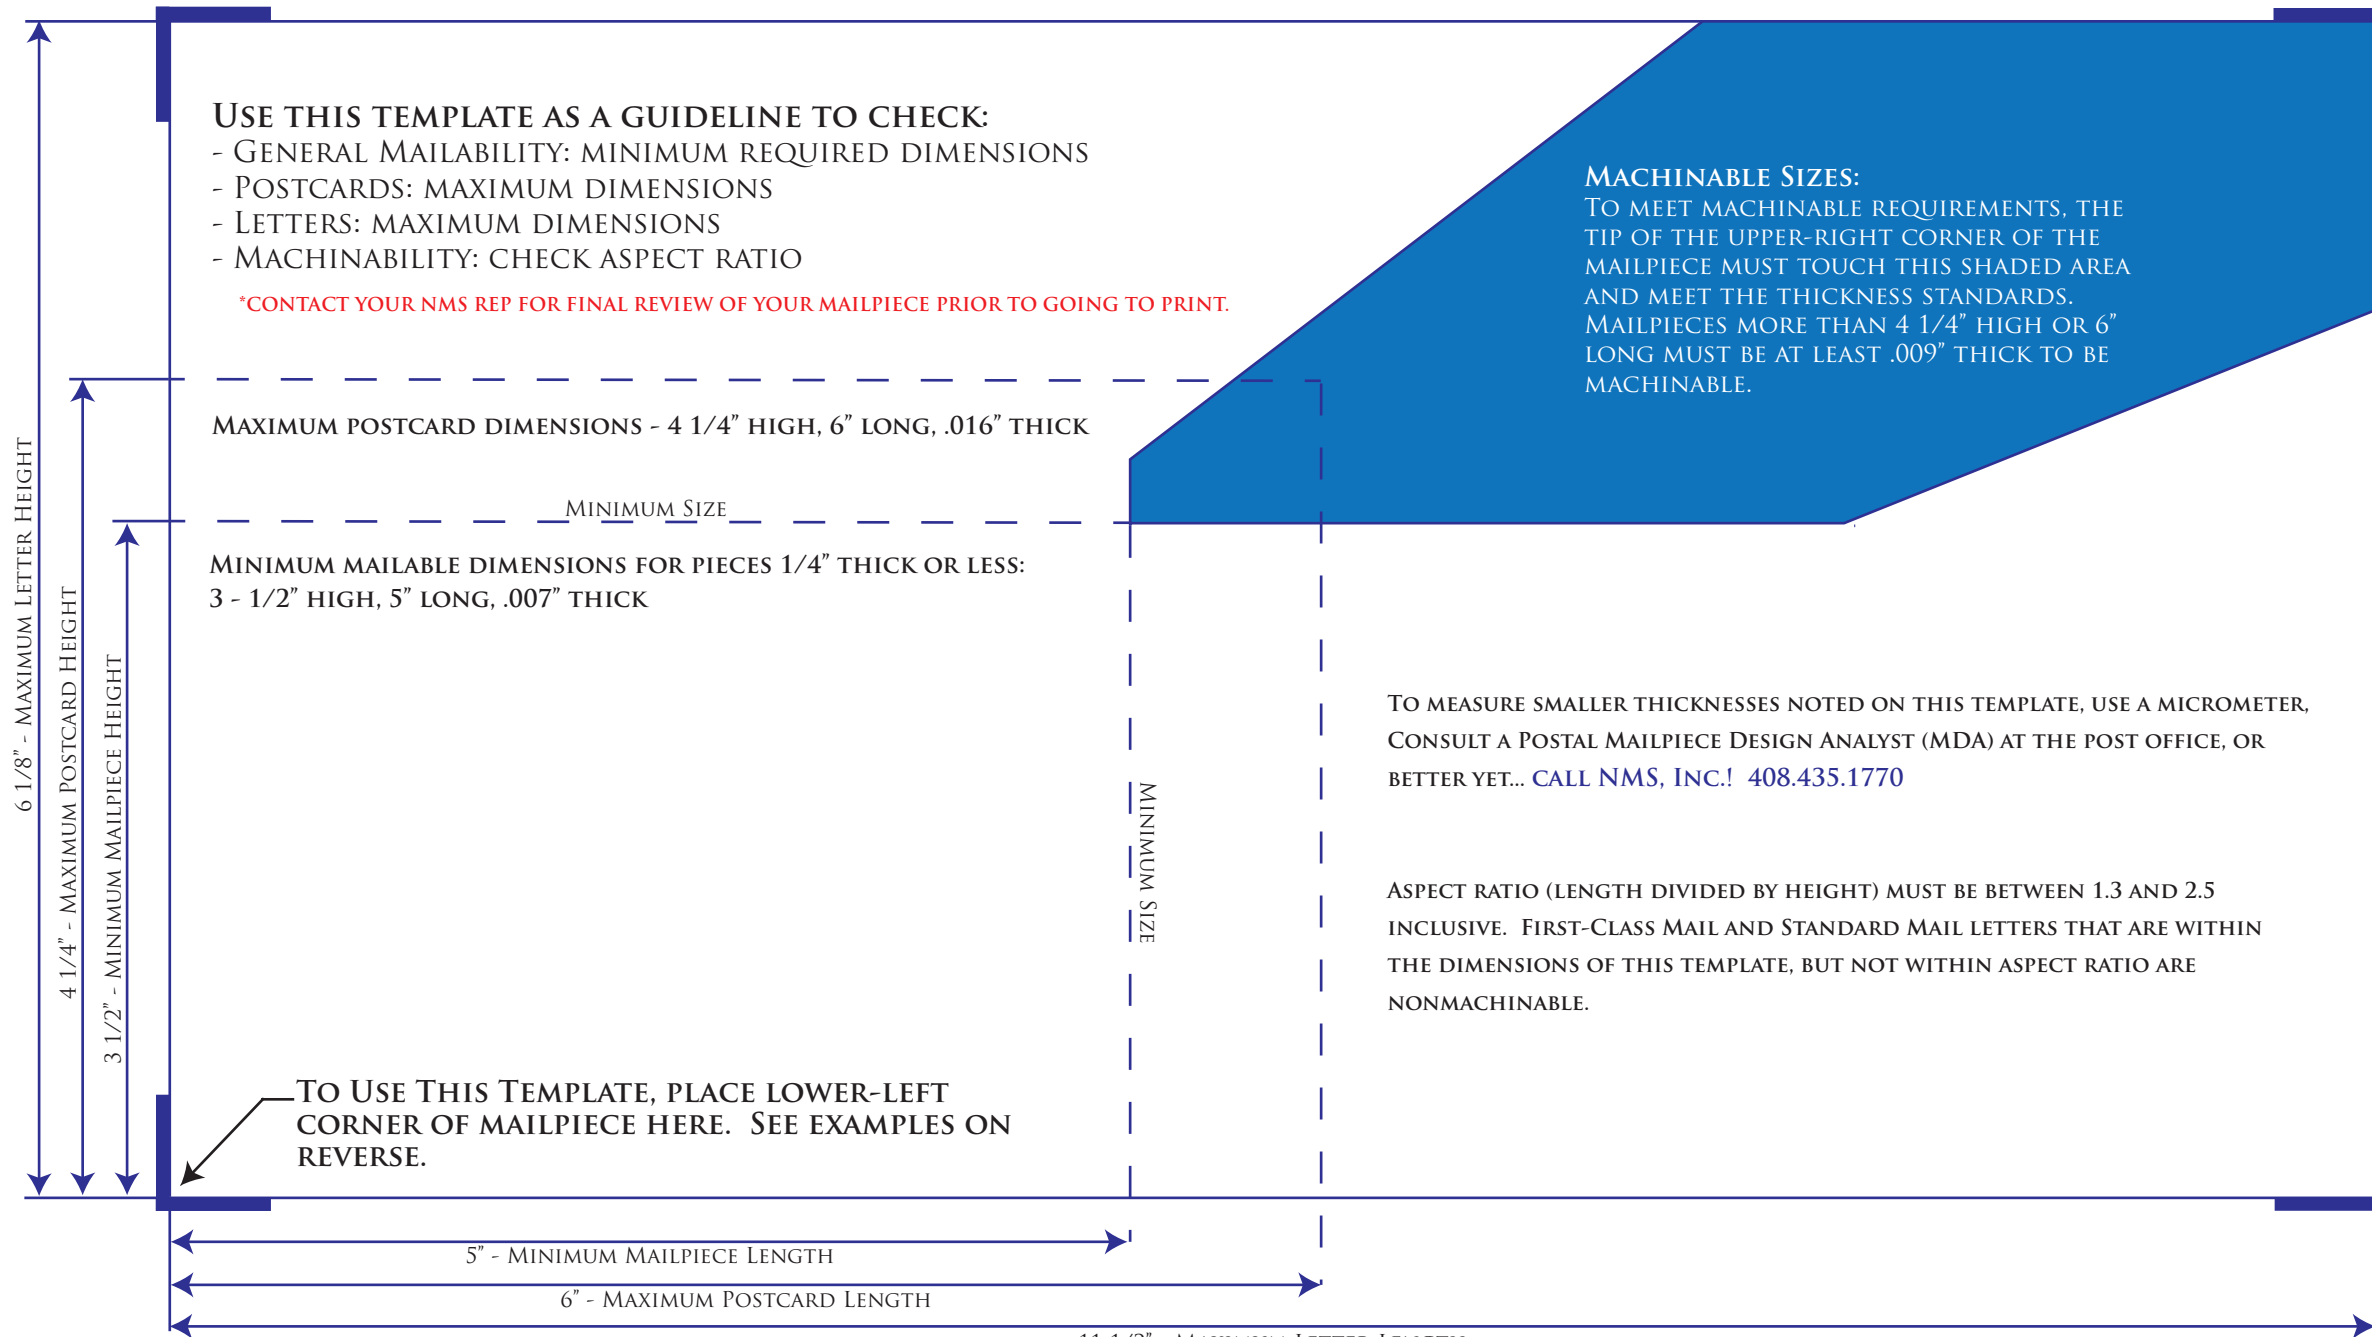 Use this template as a guideline to check:
- General Mailability: minimum required dimensions
- Postcards: maximum dimensions
- Letters: maximum dimensions
- Machinability: check aspect ratio
*contact your nms rep for final review of your mailpiece prior to going to print.
Machinable Sizes:
To meet machinable requirements, the
tip of the upper-right corner of the
mailpiece must touch this shaded area
and meet the thickness standards.
Mailpieces more than 4 1/4” high or 6”
long must be at least .009” thick to be
machinable.
Maximum postcard dimensions - 4 1/4” high, 6” long, .016” thick
Minimum Size
Minimum mailable dimensions for pieces 1/4” thick or less:
3 - 1/2” high, 5” long, .007” thick
6 1/8” - Maximum Letter Height
4 1/4” - Maximum Postcard Height
3 1/2” - Minimum Mailpiece Height
Minimum Size
To measure smaller thicknesses noted on this template, use a micrometer,
Consult a Postal Mailpiece Design Analyst (MDA) at the post office, or
better yet... call NMS, Inc.! 408.435.1770
Aspect ratio (length divided by height) must be between 1.3 and 2.5
inclusive. First-Class Mail and Standard Mail letters that are within
the dimensions of this template, but not within aspect ratio are
nonmachinable.
To Use This Template, place lower-left
corner of mailpiece here. See examples on
reverse.
5” - Minimum Mailpiece Length
6” - Maximum Postcard Length
11 1/2” - Maximum Letter Length